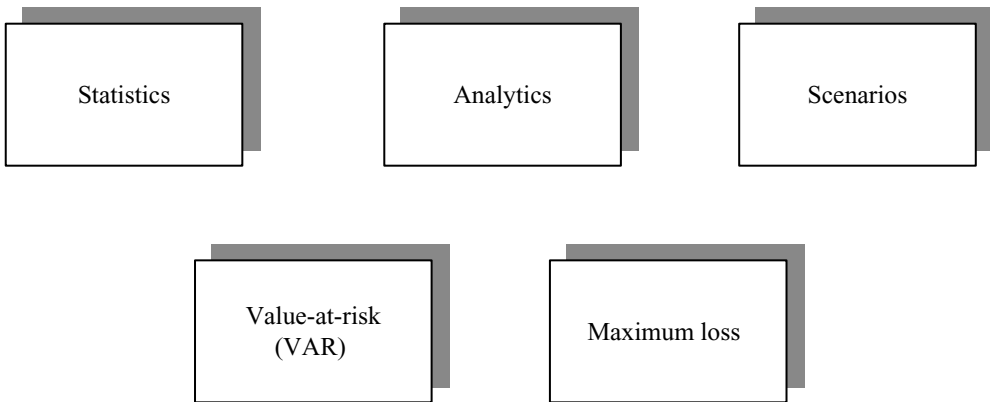 Statistics
Analytics
Scenarios
Value-at-risk
(VAR)
Maximum loss